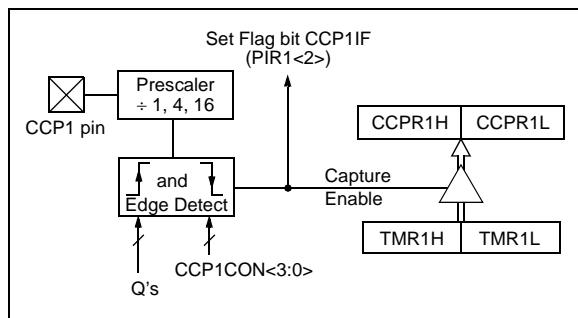 Set Flag bit CCP1IF
(PIR1<2>)
Prescaler
÷ 1, 4, 16
CCP1 pin
CCPR1H
CCPR1L
and
Edge Detect
Capture
Enable
TMR1H
TMR1L
CCP1CON<3:0>
Q's